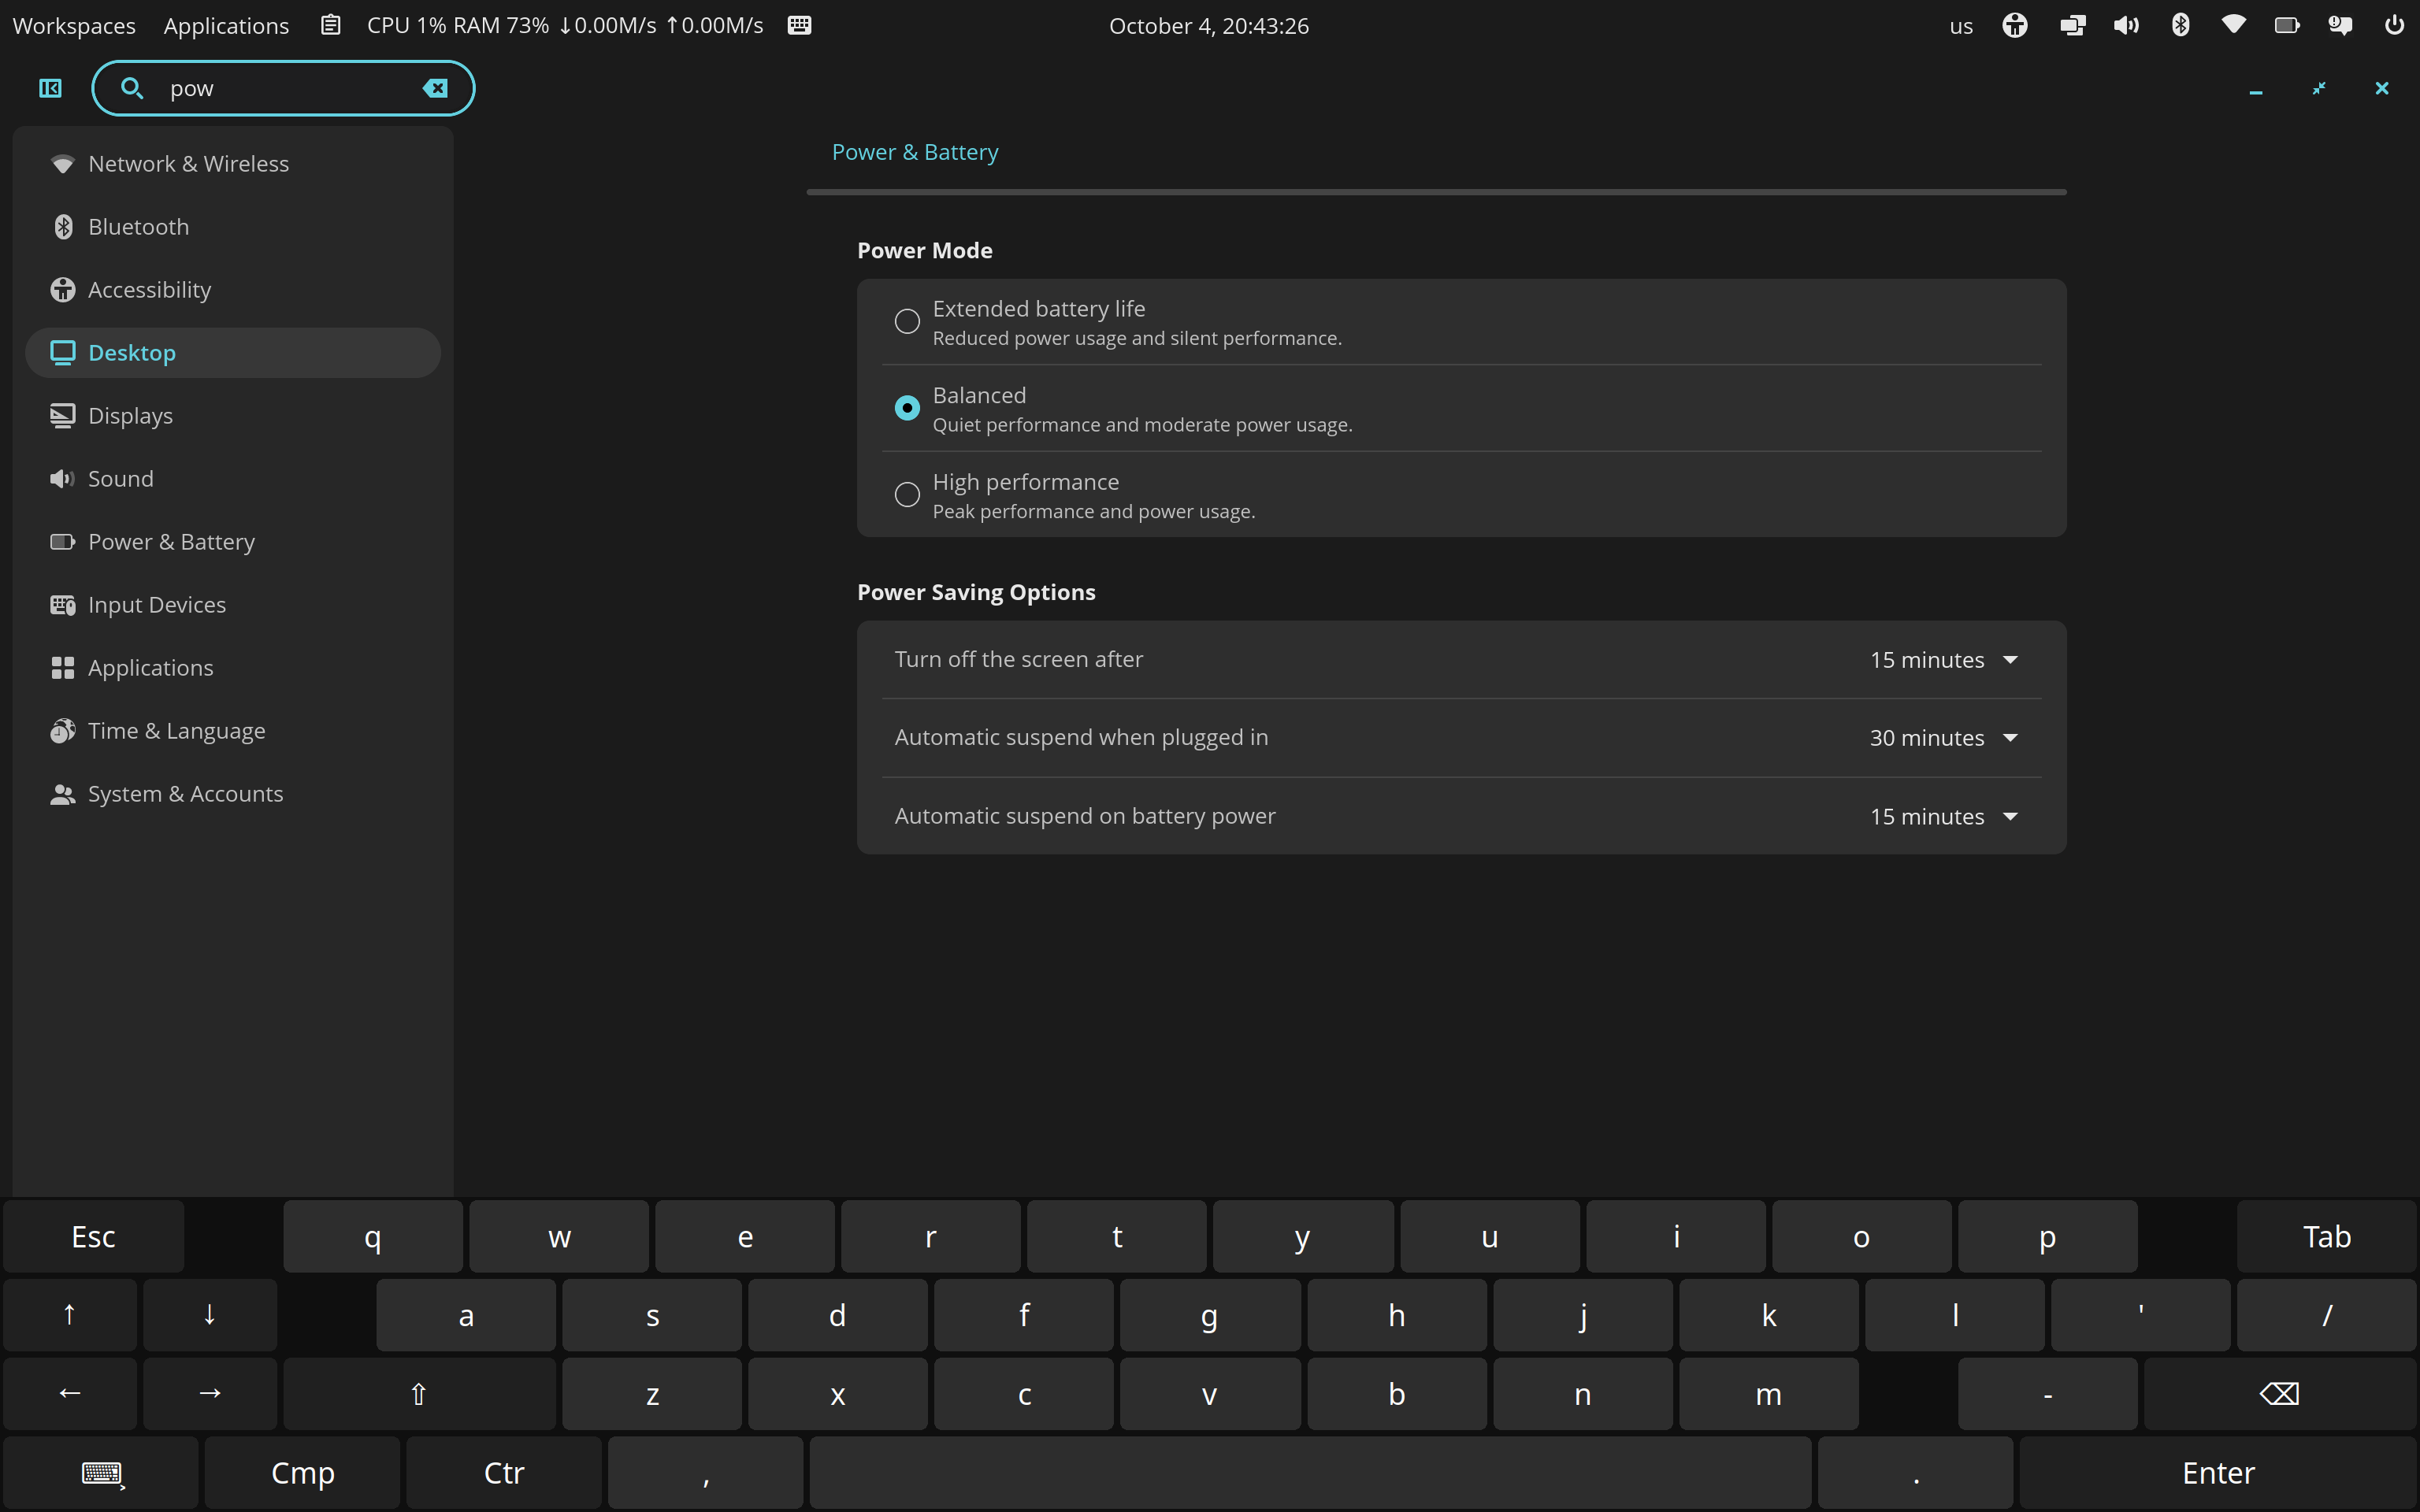 Workspaces Applications CPU 1% RAM 73% ↓0.00M/s ↑0.00M/s October 4, 20:43:26 us
pow
Network & Wireless
Bluetooth
Accessibility
Desktop
Displays
Sound
Power & Battery
Input Devices
Applications
Time & Language
System & Accounts
Power & Battery
Power Mode
Extended battery life
Reduced power usage and silent performance.
Balanced
Quiet performance and moderate power usage.
High performance
Peak performance and power usage.
Power Saving Options
Turn off the screen after 15 minutes
Automatic suspend when plugged in 30 minutes
Automatic suspend on battery power 15 minutes
Esc q w e r t y u i o p Tab
↑ ↓ a s d f g h j k l ' /
← → ⇧ z x c v b n m - ⌫
⌨ Cmp Ctr , . Enter